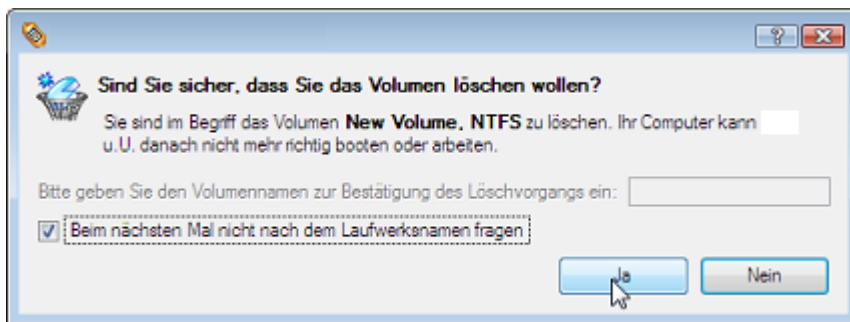 Sind Sie sicher, dass Sie das Volumen löschen wollen?
Sie sind im Begriff das Volumen New Volume, NTFS zu löschen. Ihr Computer kann
u.U. danach nicht mehr richtig booten oder arbeiten.
Bitte geben Sie den Volumennamen zur Bestätigung des Löschvorgangs ein:
Beim nächsten Mal nicht nach dem Laufwerksnamen fragen
Ja Nein